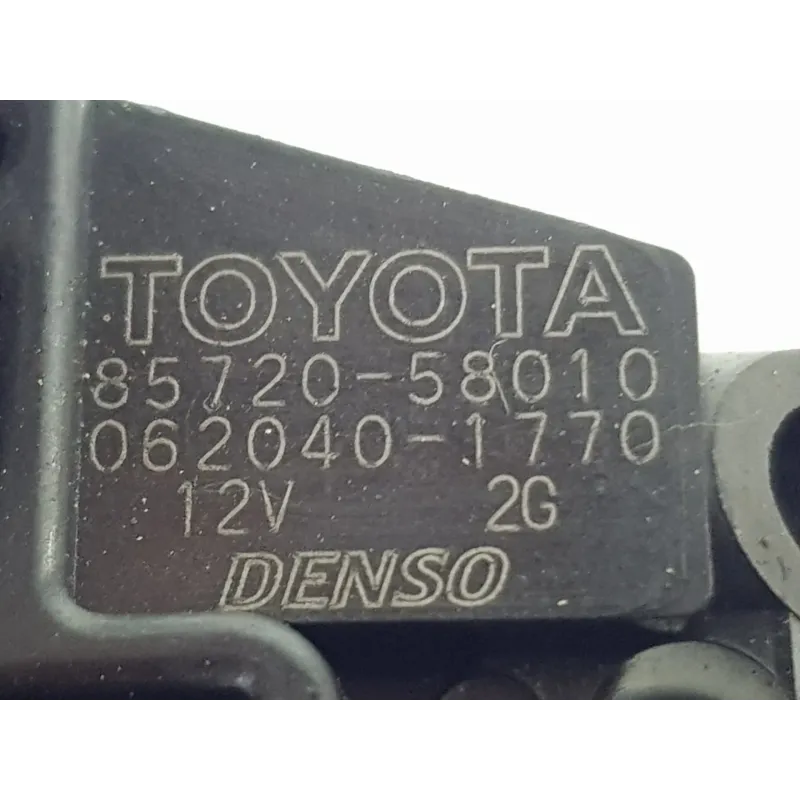 TOYOTA
85720-58010
062040-1770
12V 2G
DENSO